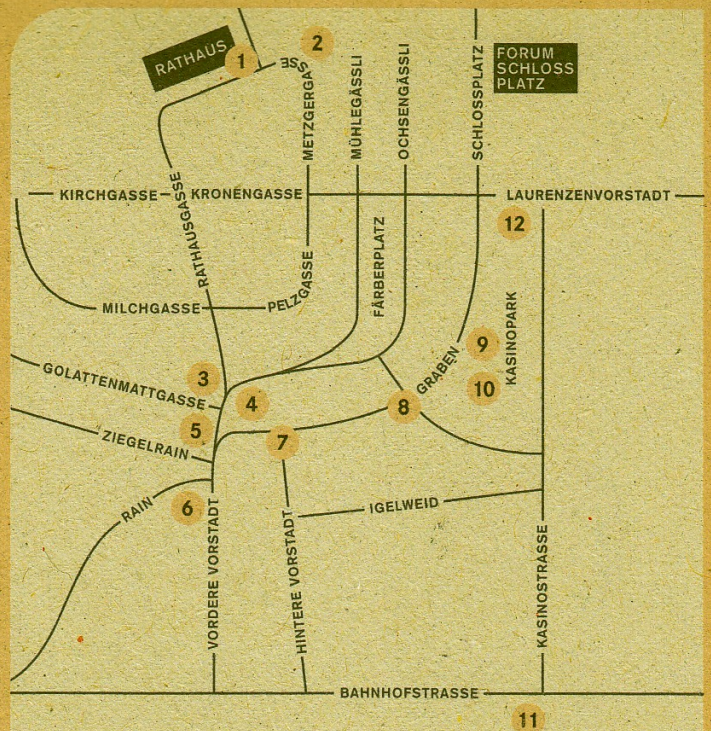 RATHAUS
1
2
METZGERGASSE
MÜHLEGÄSSLI
OCHSENGÄSSLI
SCHLOSSPLATZ
FORUM
SCHLOSS
PLATZ
KIRCHGASSE
KRONENGASSE
LAURENZENVORSTADT
12
RATHAUSGASSE
FÄRBERPLATZ
MILCHGASSE
PELZGASSE
KASINOPARK
9
10
GOLATTENMATTGASSE
3
4
GRABEN
8
5
ZIEGELRAIN
7
6
RAIN
IGELWEID
VORDERE VORSTADT
HINTERE VORSTADT
KASINOSTRASSE
BAHNHOFSTRASSE
11